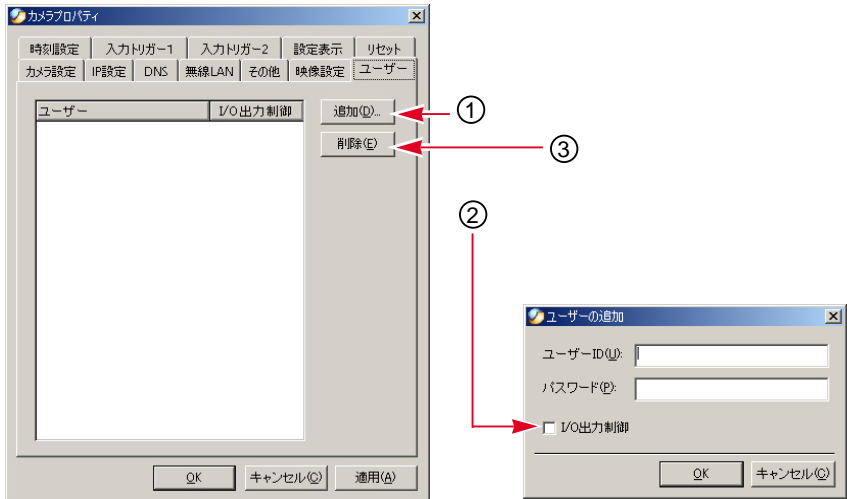 カメラプロパティ
時刻設定 入力トリガー1 入力トリガー2 設定表示 リセット
カメラ設定 IP設定 DNS 無線LAN その他 映像設定 ユーザー
ユーザー I/O出力制御
追加(D)...
①
削除(E)
③
②
OK キャンセル(C) 適用(A)
ユーザーの追加
ユーザーID(U):
パスワード(P):
I/O出力制御
OK キャンセル(C)